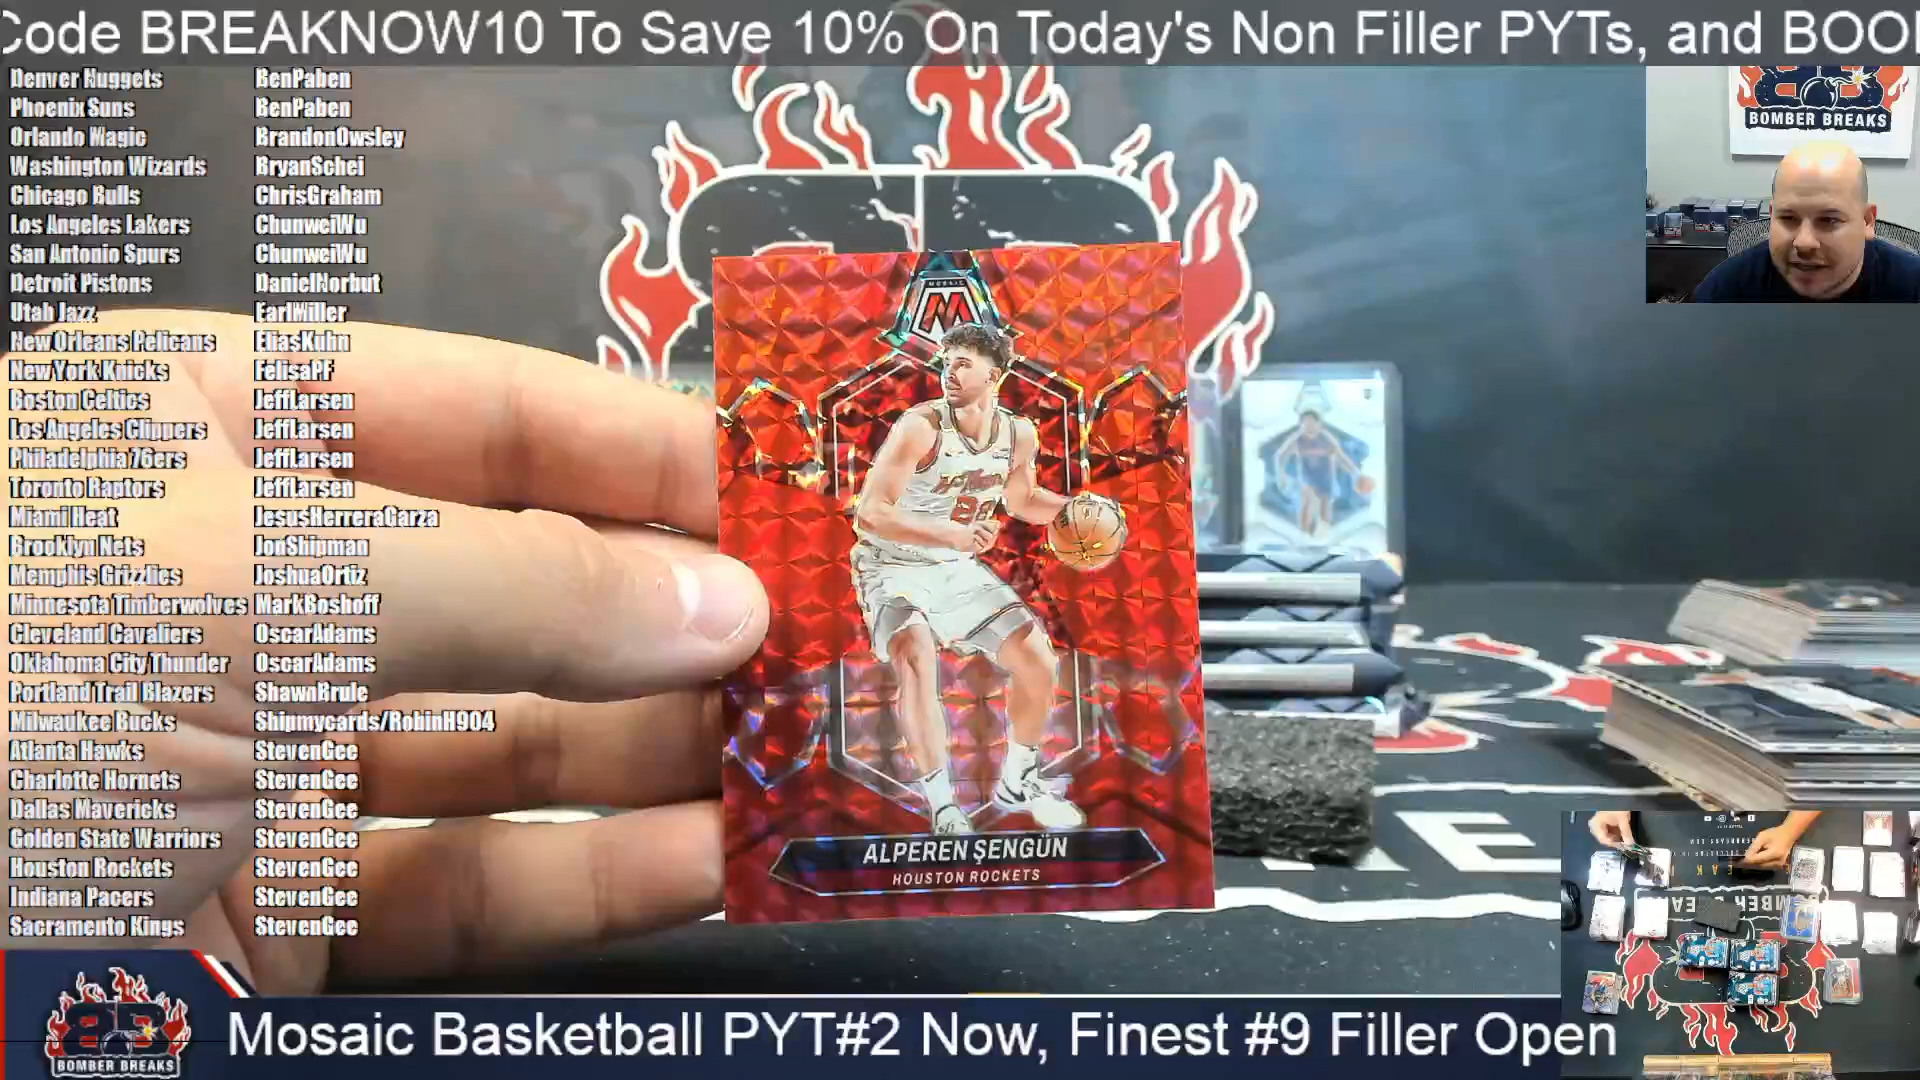 Code BREAKNOW10 To Save 10% On Today's Non Filler PYTs, and BOO
Denver Nuggets BenPaben
Phoenix Suns BenPaben
Orlando Magic BrandonOwsley
Washington Wizards BryanSchei
Chicago Bulls ChrisGraham
Los Angeles Lakers ChunweiWu
San Antonio Spurs ChunweiWu
Detroit Pistons DanielNorbut
Utah Jazz EarlMiller
New Orleans Pelicans EliasKuhn
New York Knicks FelisaPF
Boston Celtics JeffLarsen
Los Angeles Clippers JeffLarsen
Philadelphia 76ers JeffLarsen
Toronto Raptors JeffLarsen
Miami Heat JesusHerreraGarza
Brooklyn Nets JonShipman
Memphis Grizzlies JoshuaOrtiz
Minnesota Timberwolves MarkBoshoff
Cleveland Cavaliers OscarAdams
Oklahoma City Thunder OscarAdams
Portland Trail Blazers ShawnBrule
Milwaukee Bucks Shipmycards/RobinH904
Atlanta Hawks StevenGee
Charlotte Hornets StevenGee
Dallas Mavericks StevenGee
Golden State Warriors StevenGee
Houston Rockets StevenGee
Indiana Pacers StevenGee
Sacramento Kings StevenGee
BOMBER BREAKS
MOSAIC
M
ALPEREN ŞENGÜN
HOUSTON ROCKETS
BOMBER BREAKS
Mosaic Basketball PYT#2 Now, Finest #9 Filler Open